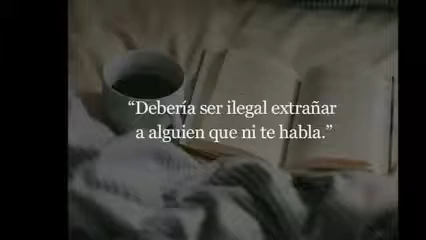 “Debería ser ilegal extrañar
a alguien que ni te habla.”